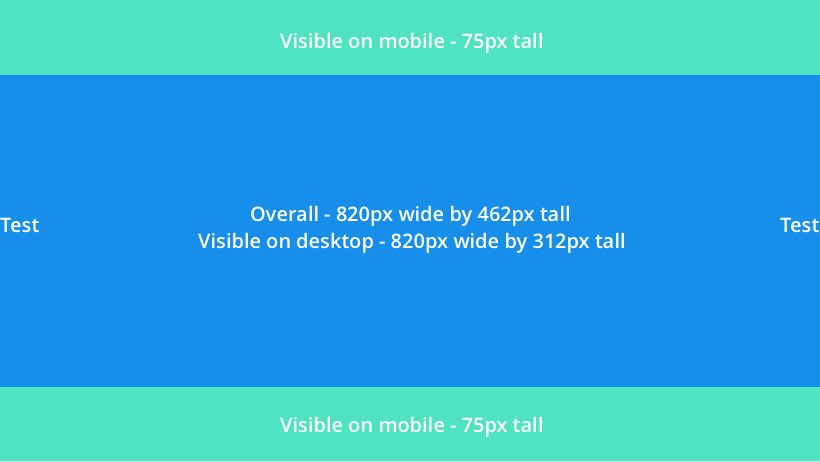 Visible on mobile - 75px tall
Overall - 820px wide by 462px tall
Test
Test
Visible on desktop - 820px wide by 312px tall
Visible on mobile - 75px tall